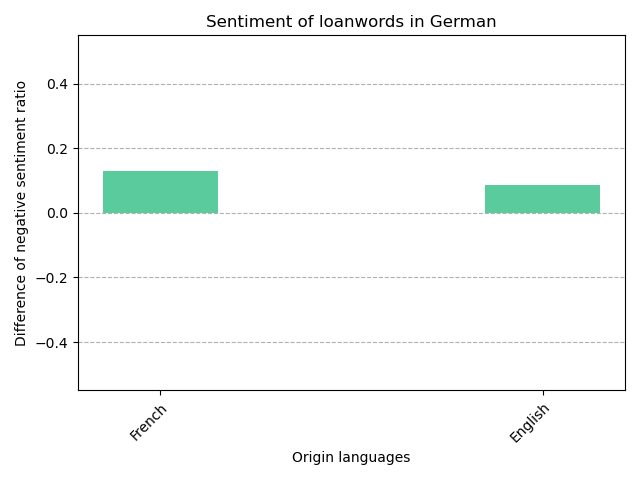 Sentiment of loanwords in German
Difference of negative sentiment ratio
0.4
0.2
0.0
−0.2
−0.4
French
English
Origin languages